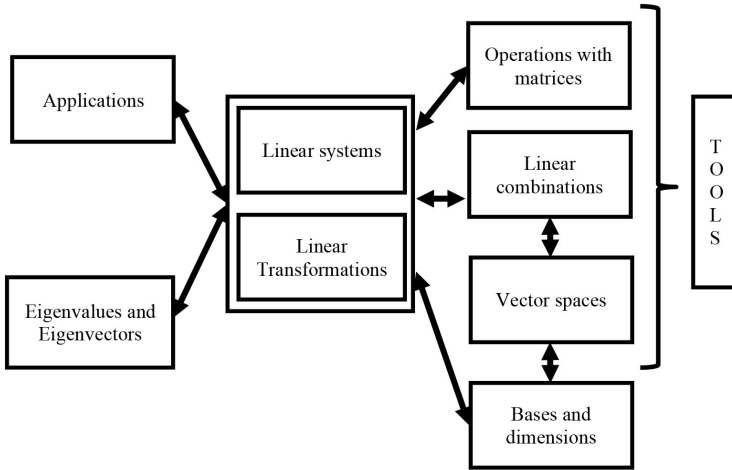 Operations with
matrices
Applications
Linear systems
Linear
combinations
Linear
Transformations
Eigenvalues and
Eigenvectors
Vector spaces
Bases and
dimensions
T
O
O
L
S